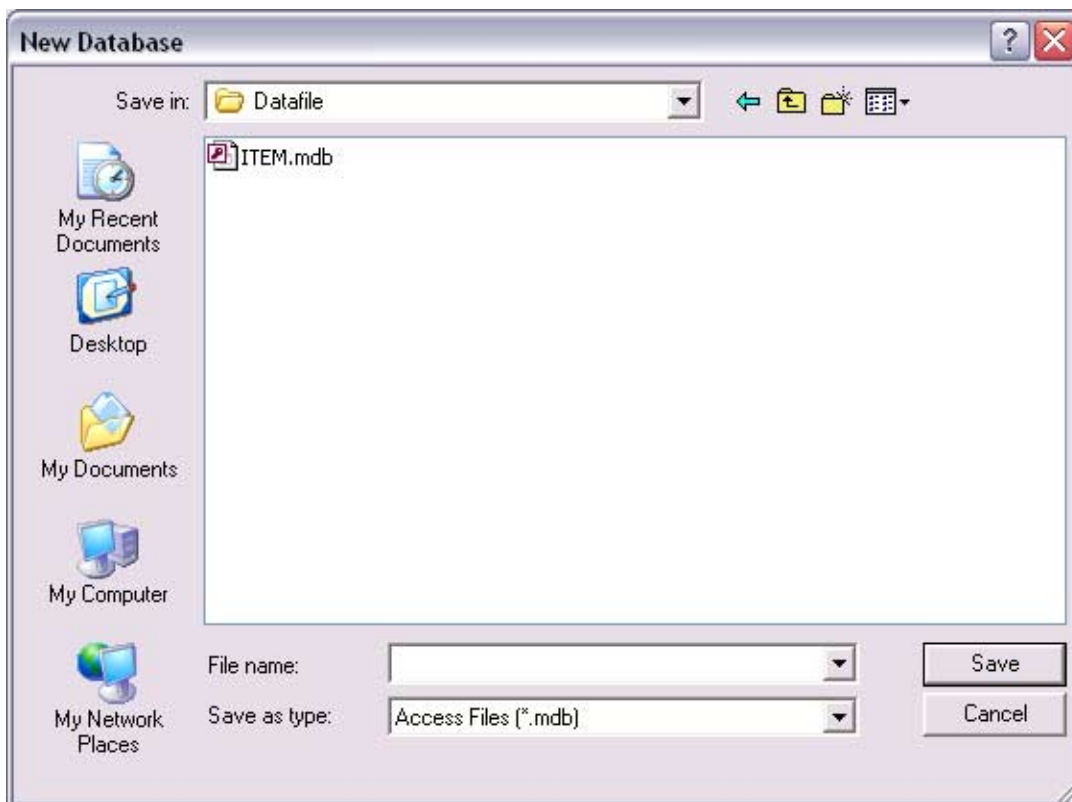 New Database
?
Save in:
Datafile
ITEM.mdb
My Recent
Documents
Desktop
My Documents
My Computer
My Network
Places
File name:
Save
Save as type:
Access Files (*.mdb)
Cancel